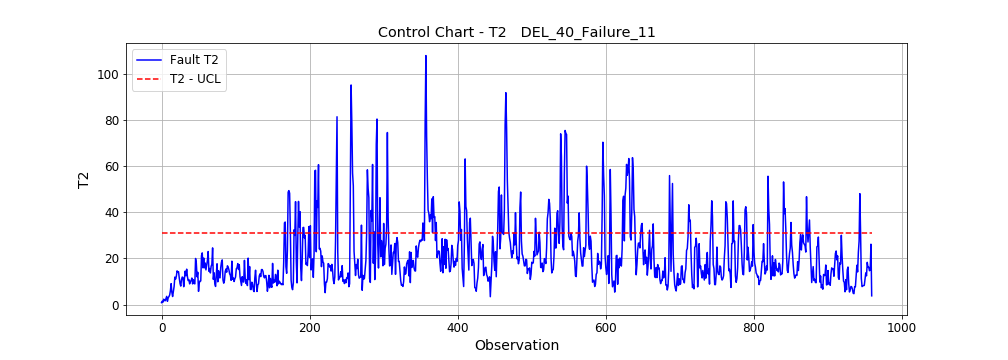 Control Chart - T2   DEL_40_Failure_11
Fault T2
T2 - UCL
100
80
60
40
20
0
T2
0 200 400 600 800 1000
Observation